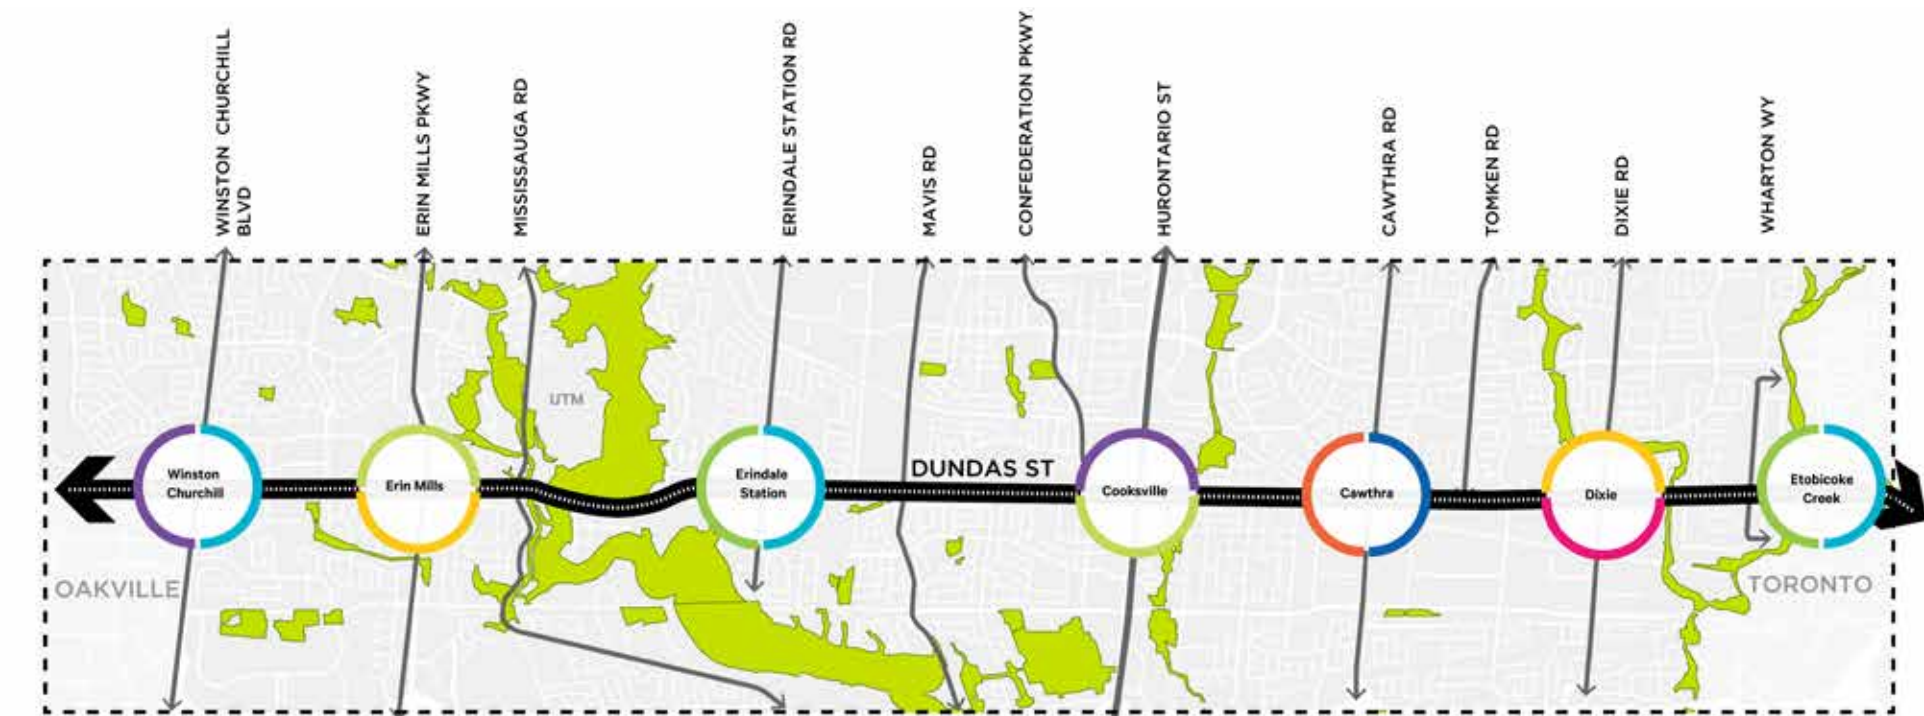 WINSTON CHURCHILL
BLVD
ERIN MILLS PKWY
MISSISSAUGA RD
ERINDALE STATION RD
MAVIS RD
CONFEDERATION PKWY
HURONTARIO ST
CAWTHRA RD
TOMKEN RD
DIXIE RD
WHARTON WY
UTM
DUNDAS ST
Winston
Churchill
Erin Mills
Erindale
Station
Cooksville
Cawthra
Dixie
Etobicoke
Creek
OAKVILLE
TORONTO